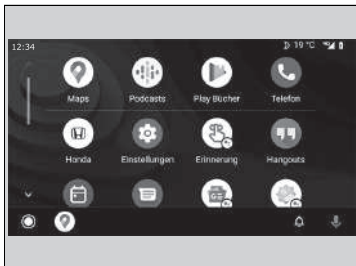 12:34 19 °C
Maps Podcasts Play Bücher Telefon
Honda Einstellungen Erinnerung Hangouts